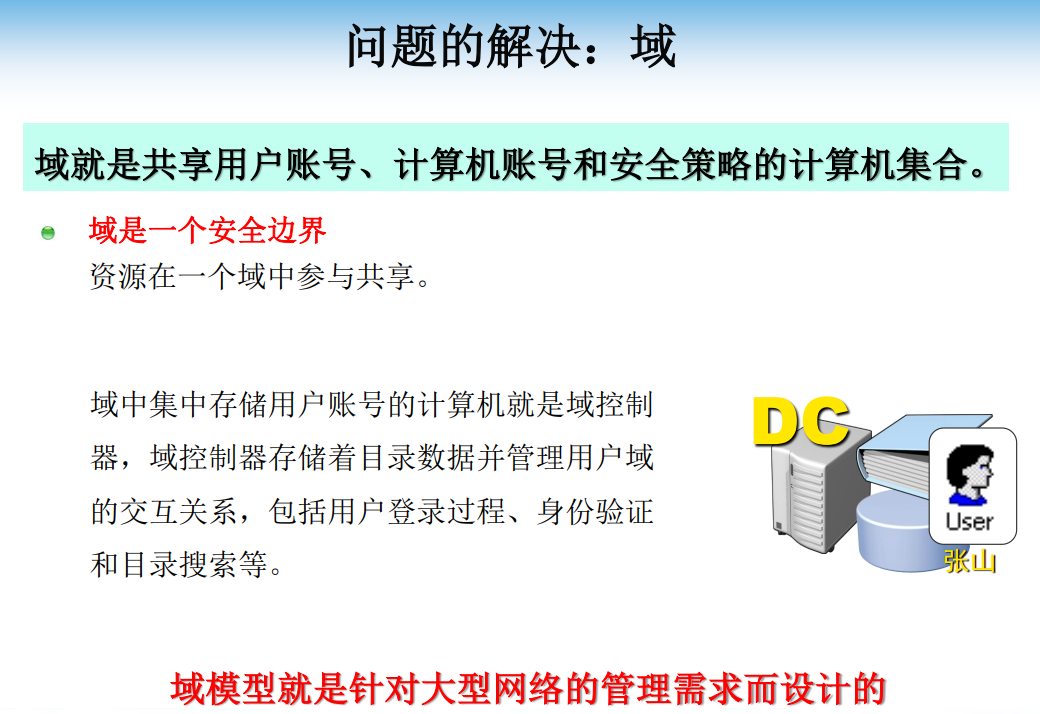 问题的解决：域
域就是共享用户账号、计算机账号和安全策略的计算机集合。
域是一个安全边界
资源在一个域中参与共享。
域中集中存储用户账号的计算机就是域控制
器，域控制器存储着目录数据并管理用户域
的交互关系，包括用户登录过程、身份验证
和目录搜索等。
DC
User
张山
域模型就是针对大型网络的管理需求而设计的